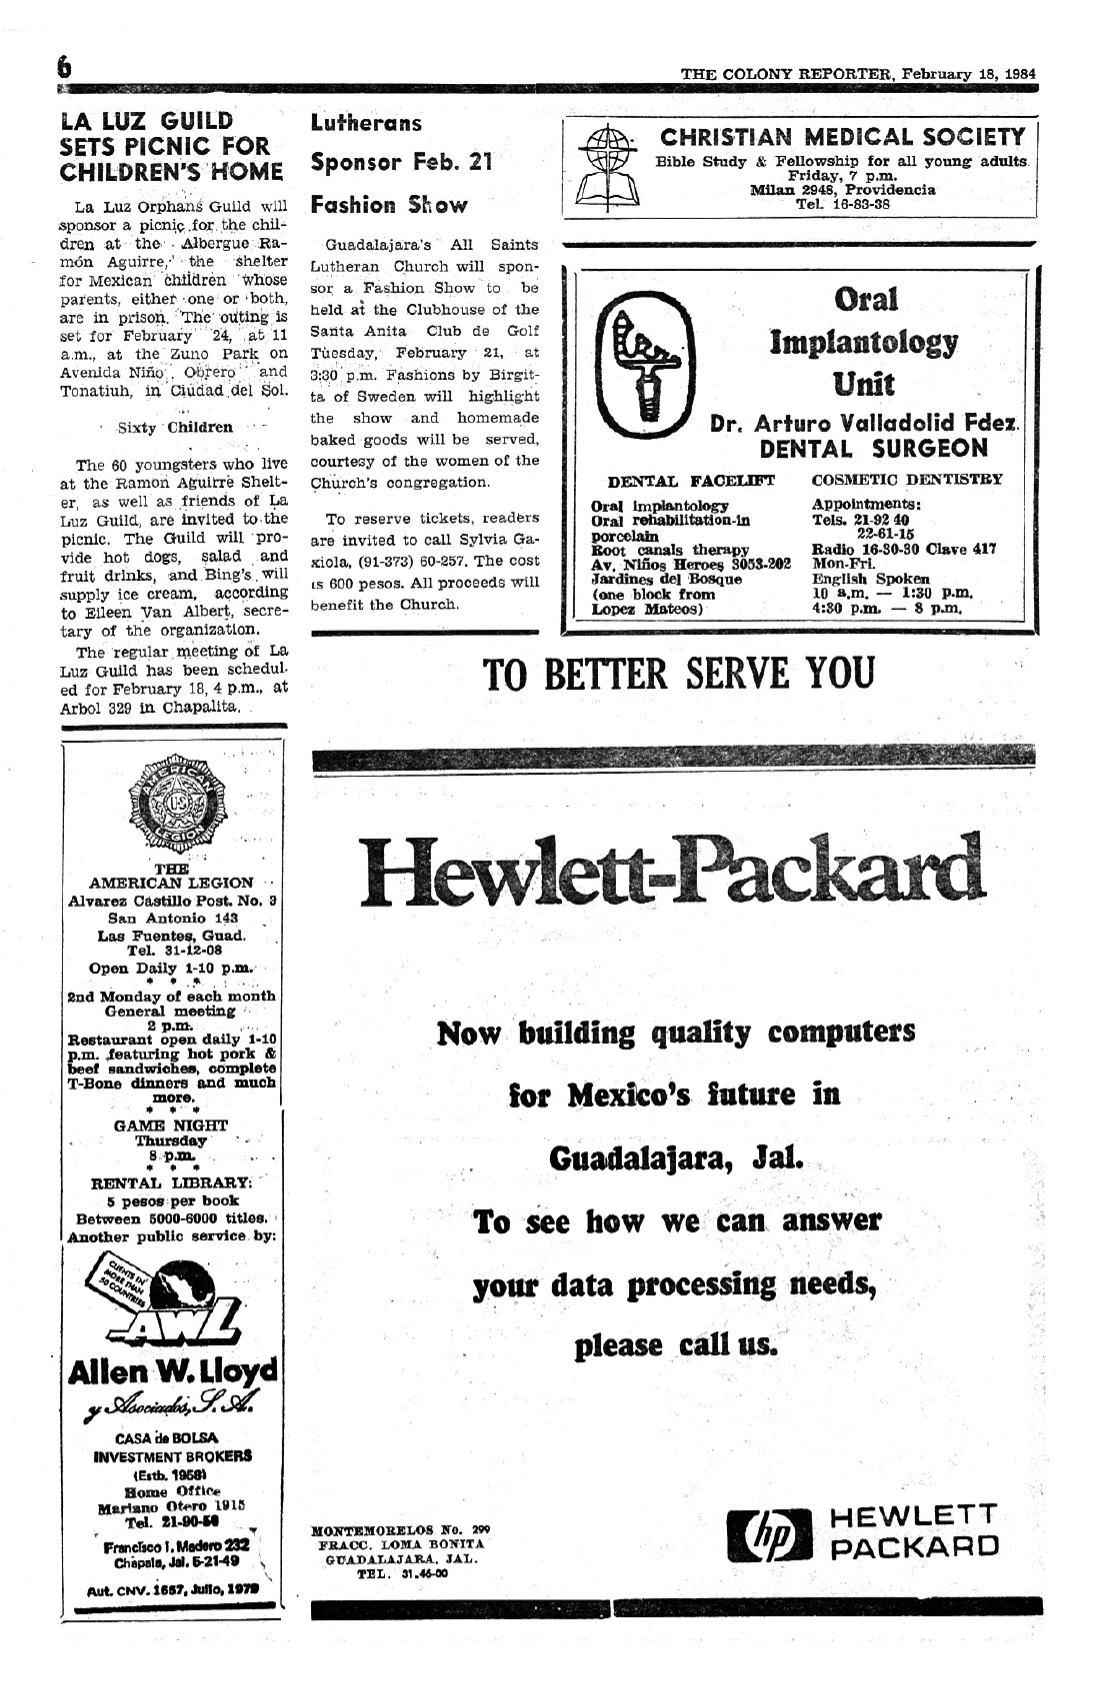 6
THE COLONY REPORTER, February 18, 1984
LA LUZ GUILD
SETS PICNIC FOR
CHILDREN'S HOME
La Luz Orphans Guild will
sponsor a picnic for the chil-
dren at the Albergue Ra-
món Aguirre, the shelter
for Mexican children whose
parents, either one or both,
are in prison. The outing is
set for February 24, at 11
a.m., at the Zuno Park on
Avenida Niño Obrero and
Tonatiuh, in Ciudad del Sol.
Sixty Children
The 60 youngsters who live
at the Ramon Aguirre Shelt-
er, as well as friends of La
Luz Guild, are invited to the
picnic. The Guild will pro-
vide hot dogs, salad and
fruit drinks, and Bing's will
supply ice cream, according
to Eileen Van Albert, secre-
tary of the organization.
The regular meeting of La
Luz Guild has been schedul-
ed for February 18, 4 p.m., at
Arbol 329 in Chapalita.
Lutherans
Sponsor Feb. 21
Fashion Show
Guadalajara's All Saints
Lutheran Church will spon-
sor a Fashion Show to be
held at the Clubhouse of the
Santa Anita Club de Golf
Tuesday, February 21, at
3:30 p.m. Fashions by Birgit-
ta of Sweden will highlight
the show and homemade
baked goods will be served,
courtesy of the women of the
Church's congregation.
To reserve tickets, readers
are invited to call Sylvia Ga-
xiola, (91-373) 60-257. The cost
is 600 pesos. All proceeds will
benefit the Church.
CHRISTIAN MEDICAL SOCIETY
Bible Study & Fellowship for all young adults
Friday, 7 p.m.
Milan 2948, Providencia
Tel. 16-83-38
Oral
Implantology
Unit
Dr. Arturo Valladolid Fdez.
DENTAL SURGEON
DENTAL FACELIFT
Oral implantology
Oral rehabilitation-in
porcelain
Root canals therapy
Av. Niños Heroes 3053-202
Jardines del Bosque
(one block from
Lopez Mateos)
COSMETIC DENTISTRY
Appointments:
Tels. 21-92 40
22-61-15
Radio 16-30-30 Clave 417
Mon-Fri.
English Spoken
10 a.m. — 1:30 p.m.
4:30 p.m. — 8 p.m.
TO BETTER SERVE YOU
Hewlett-Packard
Now building quality computers
for Mexico's future in
Guadalajara, Jal.
To see how we can answer
your data processing needs,
please call us.
MONTEMORELOS No. 299
FRACC. LOMA BONITA
GUADALAJARA, JAL.
TEL. 31-46-00
hp
HEWLETT
PACKARD
AMERICAN
U.S
LEGION
THE
AMERICAN LEGION
Alvarez Castillo Post. No. 3
San Antonio 143
Las Fuentes, Guad.
Tel. 31-12-08
Open Daily 1-10 p.m.
* * *
2nd Monday of each month
General meeting
2 p.m.
Restaurant open daily 1-10
p.m. featuring hot pork &
beef sandwiches, complete
T-Bone dinners and much
more.
* * *
GAME NIGHT
Thursday
8 p.m.
* * *
RENTAL LIBRARY:
5 pesos per book
Between 5000-6000 titles.
Another public service by:
CLIENTS IN
MORE THAN
50 COUNTRIES
AWL
Allen W. Lloyd
y Asociados, S. A.
CASA de BOLSA
INVESTMENT BROKERS
(Estb. 1958)
Home Office
Mariano Otero 1915
Tel. 21-90-50
Francisco I. Madero 232
Chapala, Jal. 5-21-49
Aut. CNV. 1657, Julio, 1979